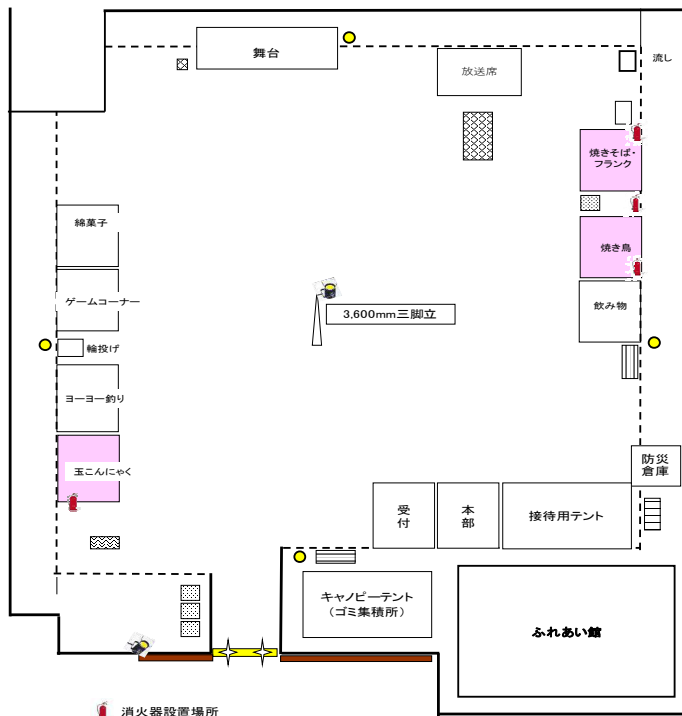 舞台
放送席
流し
焼きそば・
フランク
綿菓子
焼き鳥
ゲームコーナー
飲み物
3,600mm三脚立
輪投げ
ヨーヨー釣り
玉こんにゃく
防災
倉庫
受
付
本
部
接待用テント
キャノピーテント
(ゴミ集積所)
ふれあい館
消火器設置場所